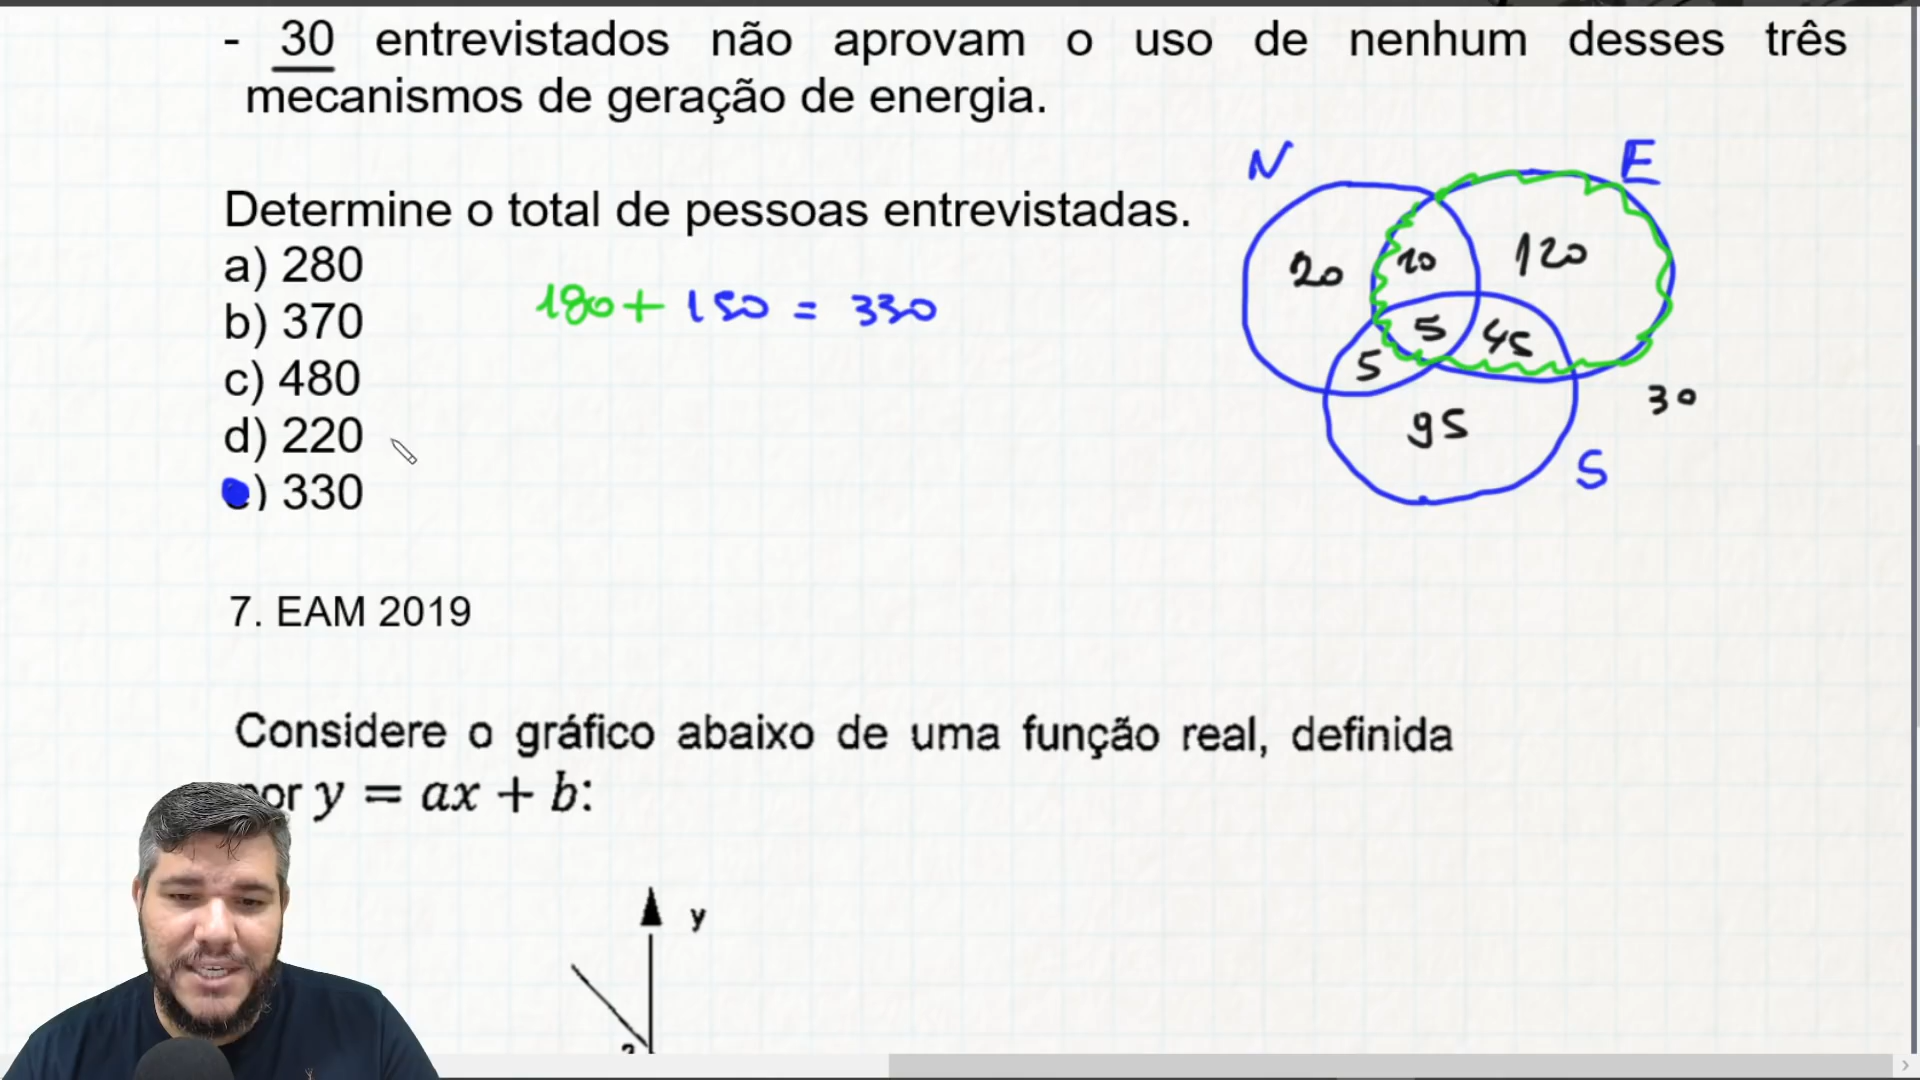 - 30 entrevistados não aprovam o uso de nenhum desses três
mecanismos de geração de energia.
Determine o total de pessoas entrevistadas.
a) 280
b) 370
c) 480
d) 220
) 330
180 + 150 = 330
N
E
20
10
120
5
45
5
30
95
S
7. EAM 2019
Considere o gráfico abaixo de uma função real, definida
por y = ax + b:
y